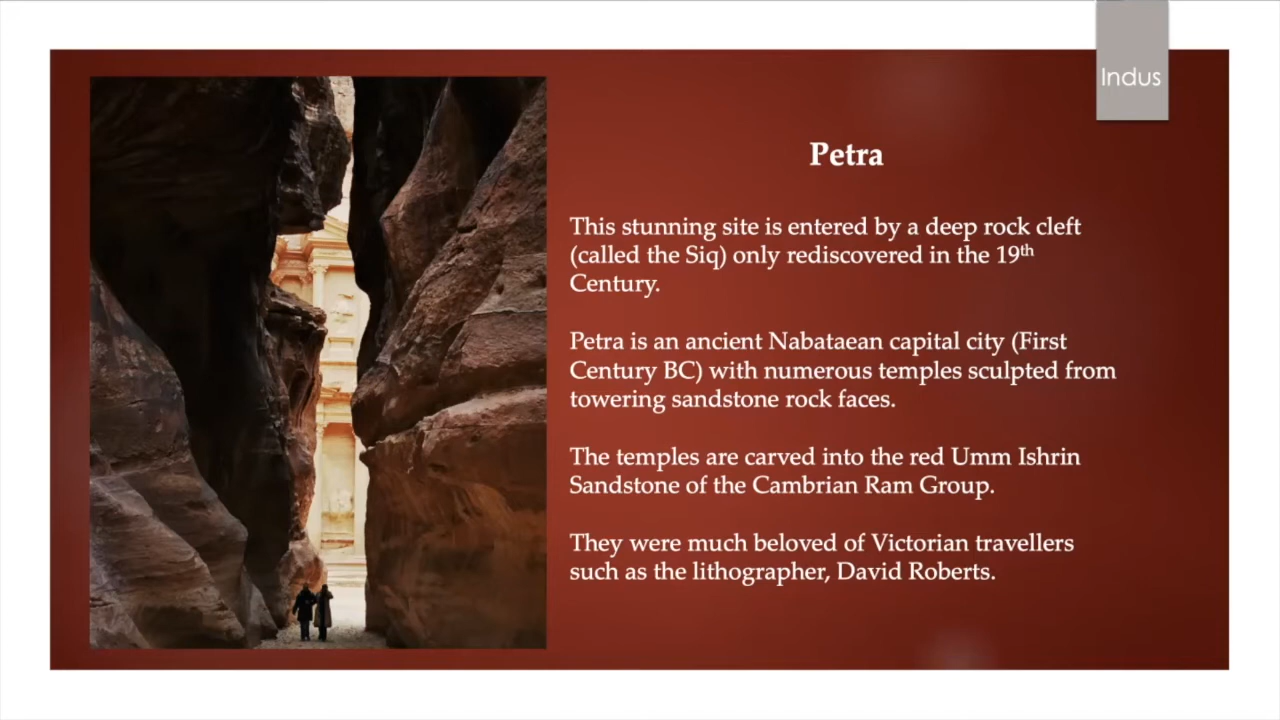 Indus
Petra
This stunning site is entered by a deep rock cleft
(called the Siq) only rediscovered in the 19th
Century.
Petra is an ancient Nabataean capital city (First
Century BC) with numerous temples sculpted from
towering sandstone rock faces.
The temples are carved into the red Umm Ishrin
Sandstone of the Cambrian Ram Group.
They were much beloved of Victorian travellers
such as the lithographer, David Roberts.